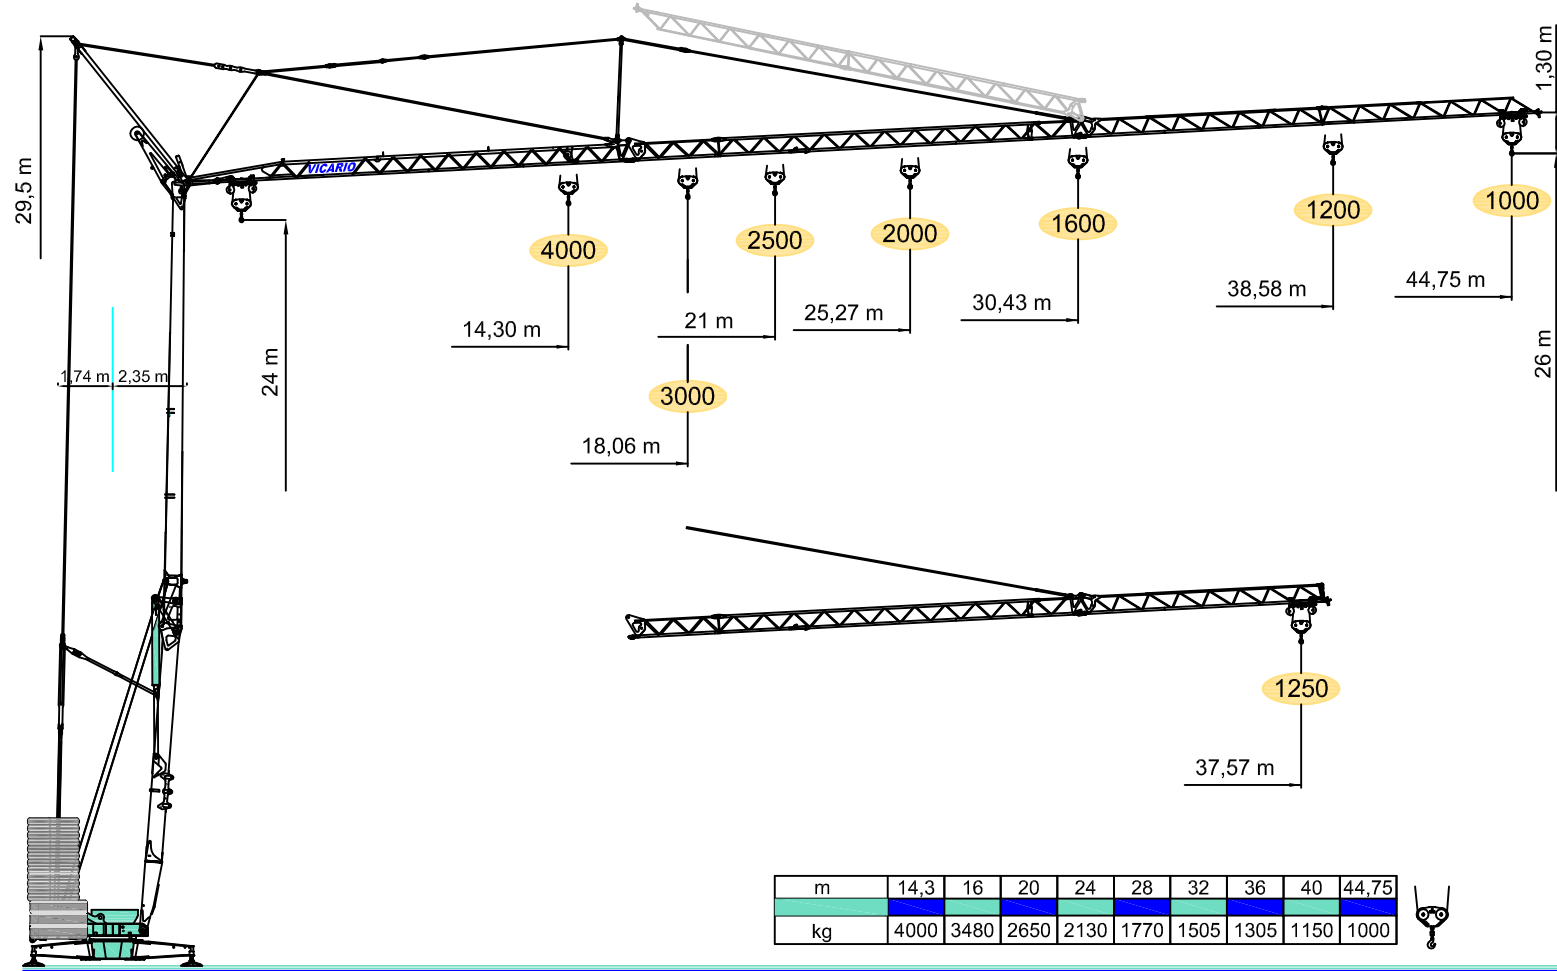 1,30 m
29,5 m
VICARIO
4000
2500
2000
1600
1200
1000
14,30 m
21 m
25,27 m
30,43 m
38,58 m
44,75 m
24 m
26 m
1,74 m 2,35 m
3000
18,06 m
1250
37,57 m
m 14,3 16 20 24 28 32 36 40 44,75
kg 4000 3480 2650 2130 1770 1505 1305 1150 1000